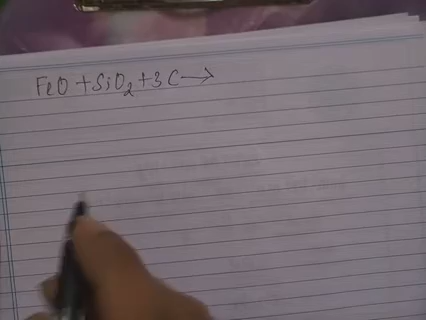 FeO + SiO₂ + 3C →